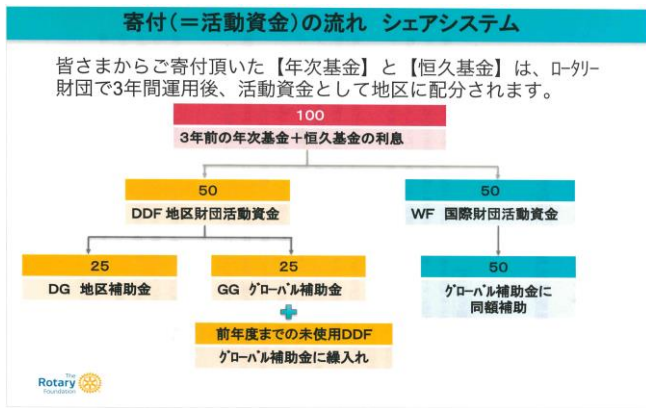 寄付(=活動資金)の流れ シェアシステム
皆さまからご寄付頂いた【年次基金】と【恒久基金】は、ﾛｰﾀﾘｰ
財団で3年間運用後、活動資金として地区に配分されます。
100
3年前の年次基金+恒久基金の利息
50
DDF 地区財団活動資金
50
WF 国際財団活動資金
25
DG 地区補助金
25
GG ｸﾞﾛｰﾊﾞﾙ補助金
50
ｸﾞﾛｰﾊﾞﾙ補助金に
同額補助
前年度までの未使用DDF
ｸﾞﾛｰﾊﾞﾙ補助金に繰入れ
The
Rotary
Foundation